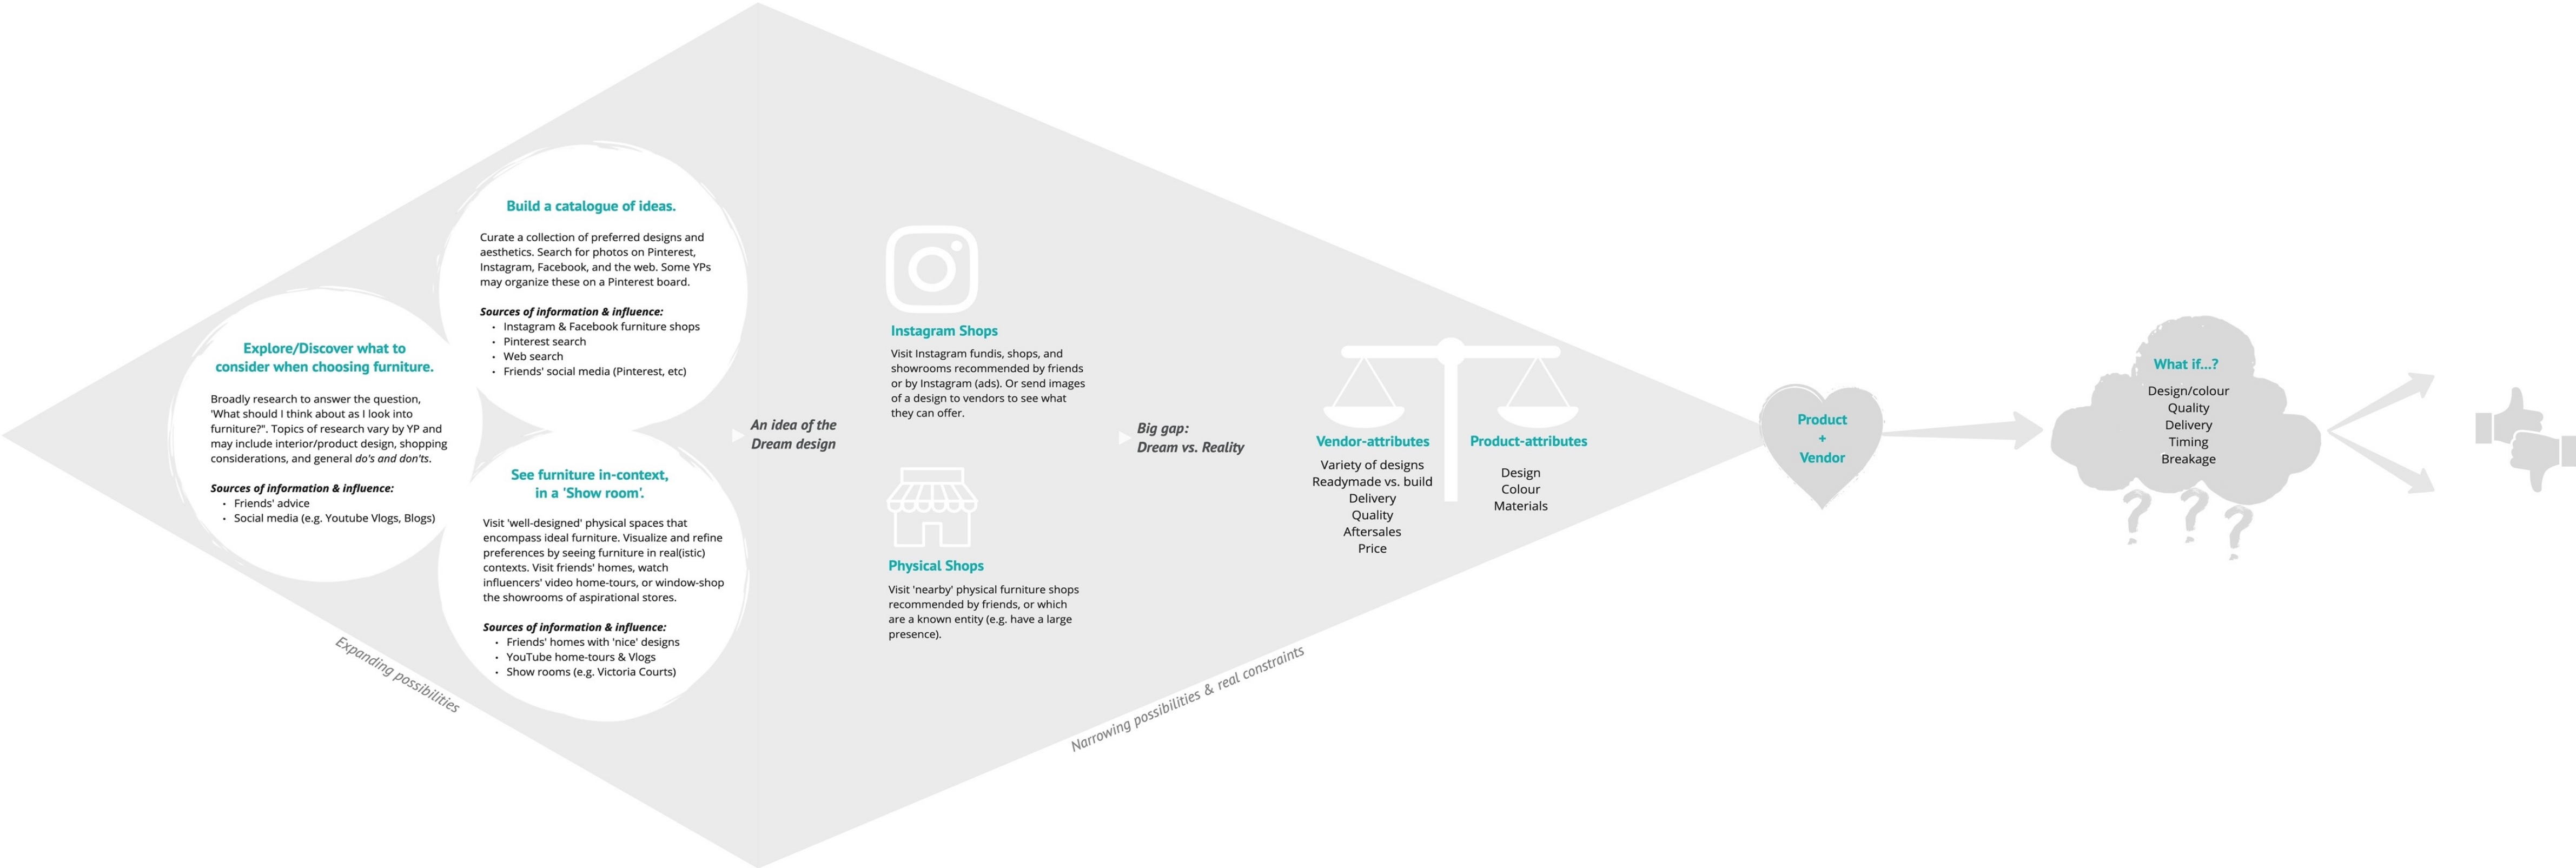 Explore/Discover what to
consider when choosing furniture.
Broadly research to answer the question,
'What should I think about as I look into
furniture?". Topics of research vary by YP and
may include interior/product design, shopping
considerations, and general do's and don'ts.
Sources of information & influence:
• Friends' advice
• Social media (e.g. Youtube Vlogs, Blogs)
Build a catalogue of ideas.
Curate a collection of preferred designs and
aesthetics. Search for photos on Pinterest,
Instagram, Facebook, and the web. Some YPs
may organize these on a Pinterest board.
Sources of information & influence:
• Instagram & Facebook furniture shops
• Pinterest search
• Web search
• Friends' social media (Pinterest, etc)
See furniture in-context,
in a 'Show room'.
Visit 'well-designed' physical spaces that
encompass ideal furniture. Visualize and refine
preferences by seeing furniture in real(istic)
contexts. Visit friends' homes, watch
influencers' video home-tours, or window-shop
the showrooms of aspirational stores.
Sources of information & influence:
• Friends' homes with 'nice' designs
• YouTube home-tours & Vlogs
• Show rooms (e.g. Victoria Courts)
Expanding possibilities
An idea of the
Dream design
Instagram Shops
Visit Instagram fundis, shops, and
showrooms recommended by friends
or by Instagram (ads). Or send images
of a design to vendors to see what
they can offer.
Physical Shops
Visit 'nearby' physical furniture shops
recommended by friends, or which
are a known entity (e.g. have a large
presence).
Big gap:
Dream vs. Reality
Narrowing possibilities & real constraints
Vendor-attributes
Variety of designs
Readymade vs. build
Delivery
Quality
Aftersales
Price
Product-attributes
Design
Colour
Materials
Product
+
Vendor
What if...?
Design/colour
Quality
Delivery
Timing
Breakage
? ? ?